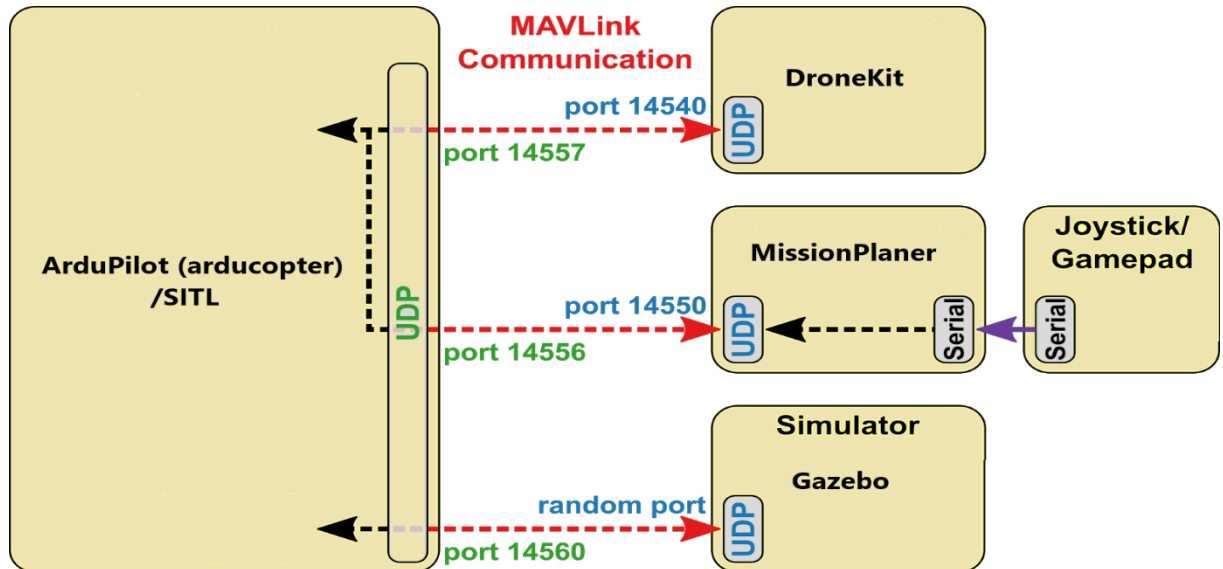 MAVLink
Communication
DroneKit
port 14540
UDP
port 14557
ArduPilot (arducopter)
/SITL
UDP
MissionPlaner
port 14550
UDP
Serial
port 14556
Joystick/
Gamepad
Serial
Simulator
Gazebo
random port
UDP
port 14560